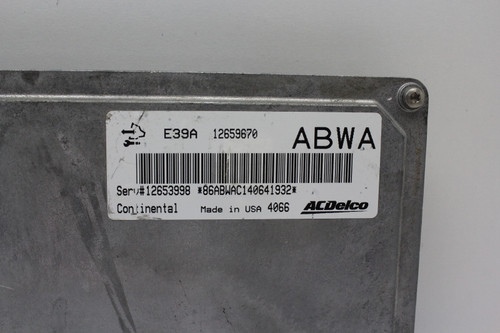 E39A 12659670 ABWA
Serv#12653998 *86ABWAC140641932*
Continental Made in USA 4066 ACDelco